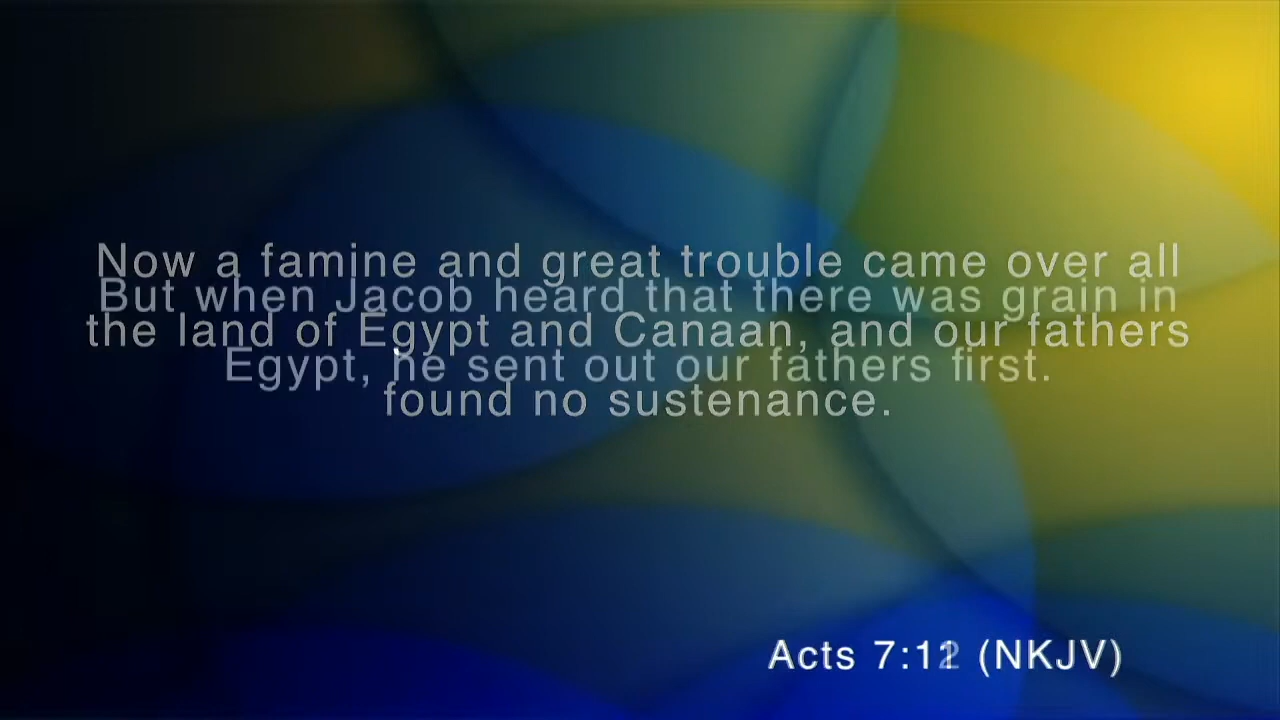 Now a famine and great trouble came over all
But when Jacob heard that there was grain in
the land of Egypt and Canaan, and our fathers
Egypt, he sent out our fathers first.
found no sustenance.
Acts 7:11 (NKJV)